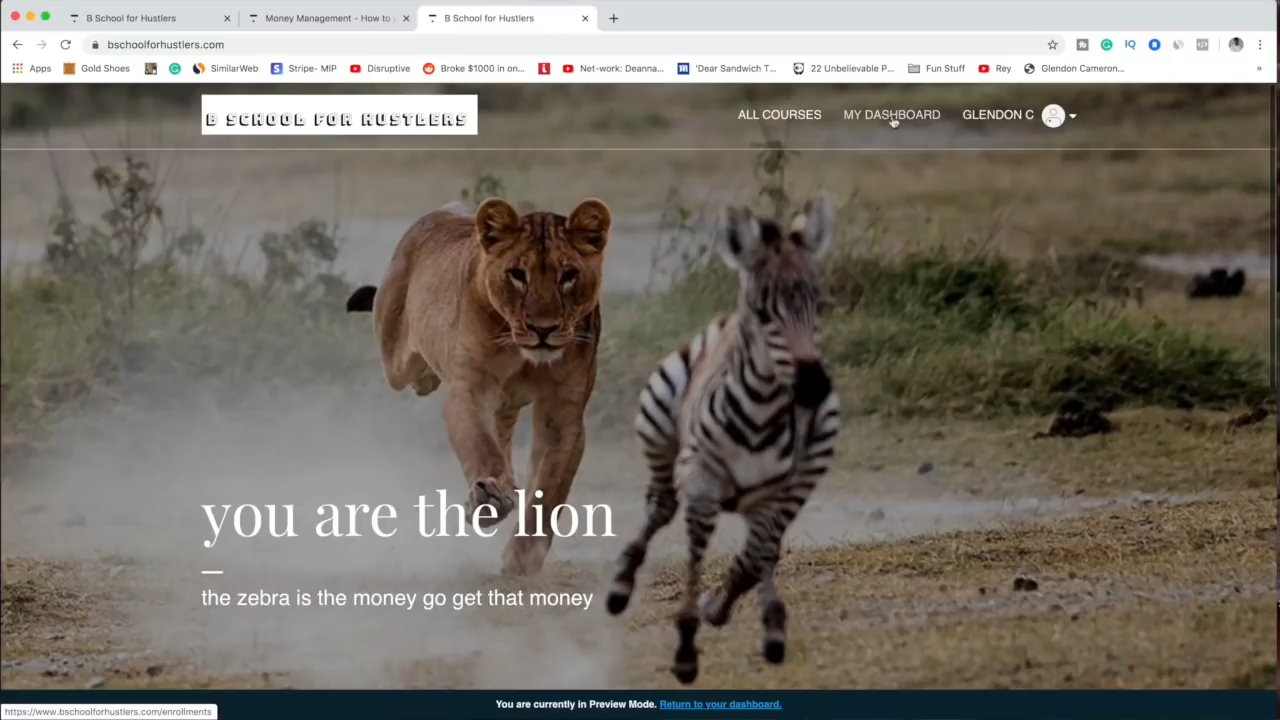 B School for Hustlers
Money Management - How to
B School for Hustlers
bschoolforhustlers.com
Apps
Gold Shoes
SimilarWeb
Stripe- MIP
Disruptive
Broke $1000 in on...
Net-work: Deanna...
'Dear Sandwich T...
22 Unbelievable P...
Fun Stuff
Rey
Glendon Cameron...
»
B SCHOOL FOR HUSTLERS
ALL COURSES
MY DASHBOARD
GLENDON C
you are the lion
the zebra is the money go get that money
You are currently in Preview Mode. Return to your dashboard.
https://www.bschoolforhustlers.com/enrollments